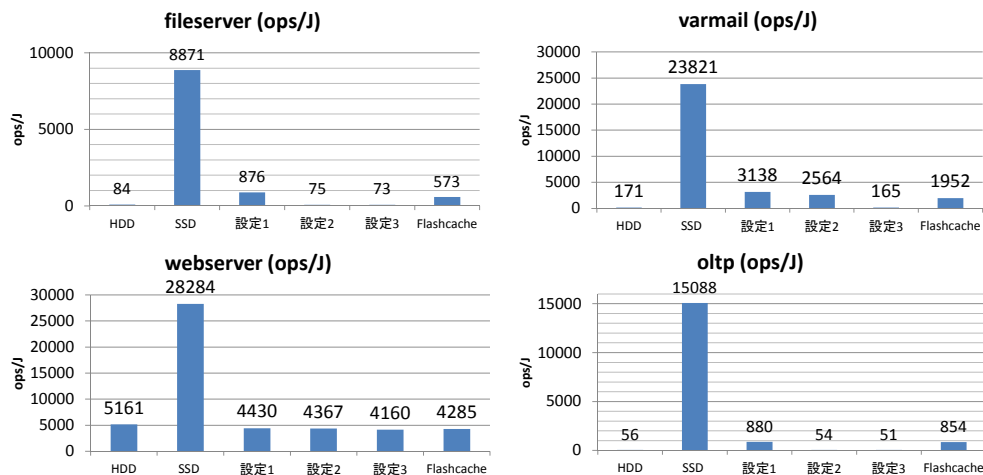 fileserver (ops/J)
10000
5000
0
ops/J
84
8871
876
75
73
573
HDD
SSD
設定1
設定2
設定3
Flashcache
varmail (ops/J)
30000
25000
20000
15000
10000
5000
0
ops/J
171
23821
3138
2564
165
1952
HDD
SSD
設定1
設定2
設定3
Flashcache
webserver (ops/J)
30000
25000
20000
15000
10000
5000
0
ops/J
5161
28284
4430
4367
4160
4285
HDD
SSD
設定1
設定2
設定3
Flashcache
oltp (ops/J)
15000
10000
5000
0
ops/J
56
15088
880
54
51
854
HDD
SSD
設定1
設定2
設定3
Flashcache